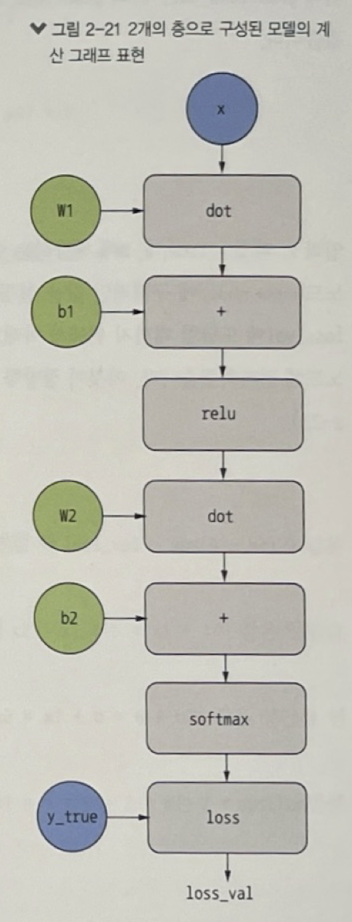 그림 2-21 2개의 층으로 구성된 모델의 계
산 그래프 표현
x
W1
dot
b1
+
relu
W2
dot
b2
+
softmax
y_true
loss
loss_val